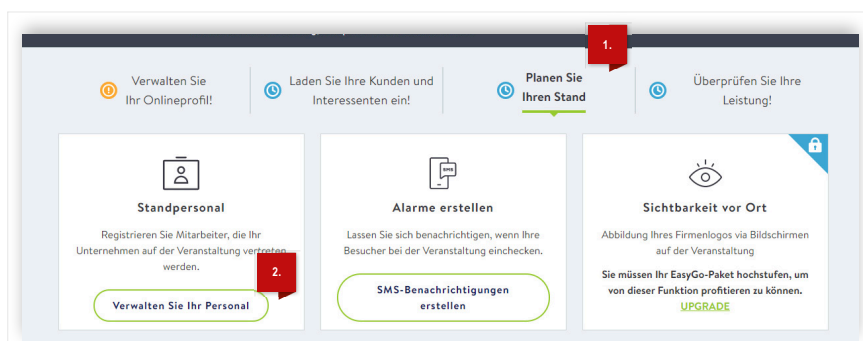 1.
Verwalten Sie
Ihr Onlineprofil!
Laden Sie Ihre Kunden und
Interessenten ein!
Planen Sie
Ihren Stand
Überprüfen Sie Ihre
Leistung!
Standpersonal
Registrieren Sie Mitarbeiter, die Ihr
Unternehmen auf der Veranstaltung vertreten
werden.
2.
Verwalten Sie Ihr Personal
SMS
Alarme erstellen
Lassen Sie sich benachrichtigen, wenn Ihre
Besucher bei der Veranstaltung einchecken.
SMS-Benachrichtigungen
erstellen
Sichtbarkeit vor Ort
Abbildung Ihres Firmenlogos via Bildschirmen
auf der Veranstaltung
Sie müssen Ihr EasyGo-Paket hochstufen, um
von dieser Funktion profitieren zu können.
UPGRADE